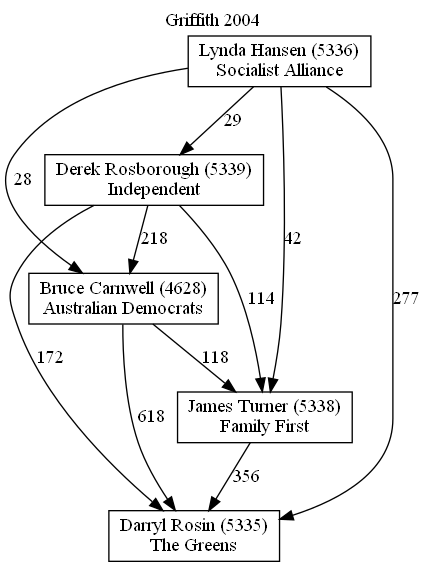 Griffith 2004
Lynda Hansen (5336)
Socialist Alliance
29
Derek Rosborough (5339)
Independent
28
218
42
Bruce Carnwell (4628)
Australian Democrats
114
277
172
118
James Turner (5338)
Family First
618
356
Darryl Rosin (5335)
The Greens